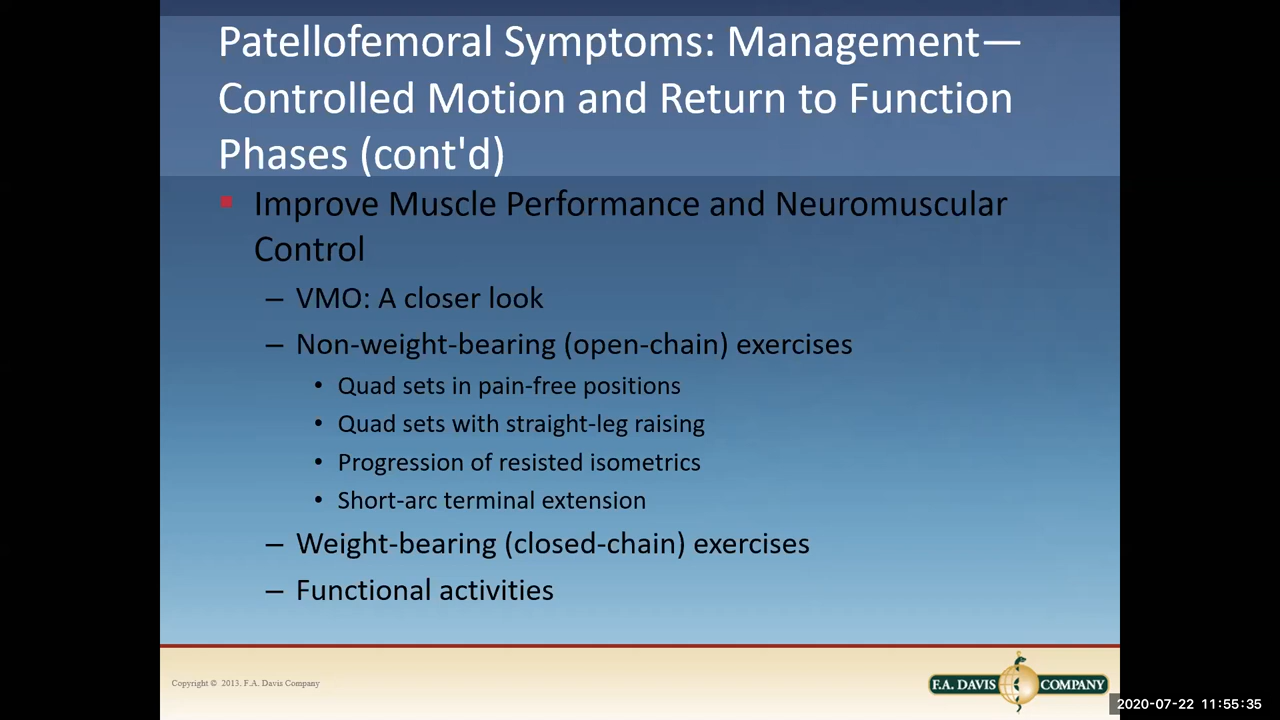 Patellofemoral Symptoms: Management—
Controlled Motion and Return to Function
Phases (cont'd)
▪ Improve Muscle Performance and Neuromuscular
Control
– VMO: A closer look
– Non-weight-bearing (open-chain) exercises
• Quad sets in pain-free positions
• Quad sets with straight-leg raising
• Progression of resisted isometrics
• Short-arc terminal extension
– Weight-bearing (closed-chain) exercises
– Functional activities
Copyright © 2013. F.A. Davis Company
F.A. DAVIS COMPANY
2020-07-22 11:55:35